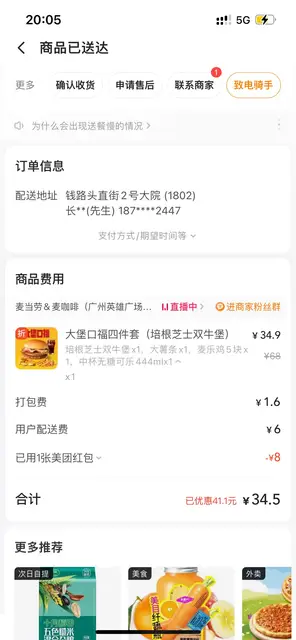 20:05
5G
商品已送达
更多
确认收货
申请售后
联系商家
1
致电骑手
为什么会出现送餐慢的情况
订单信息
配送地址 钱路头直街2号大院 (1802)
长**(先生) 187****2447
支付方式/期望时间等
商品费用
麦当劳&麦咖啡（广州英雄广场... 直播中 进商家粉丝群
折
大堡口福四件套（培根芝士双牛堡） ¥34.9
培根芝士双牛堡x1，大薯条x1，麦乐鸡5块x ¥68
1，中杯无糖可乐444mlx1
x1
打包费 ¥1.6
用户配送费 ¥6
已用1张美团红包 -¥8
合计 已优惠41.1元 ¥34.5
更多推荐
次日自提
美食
外卖
五色糙米